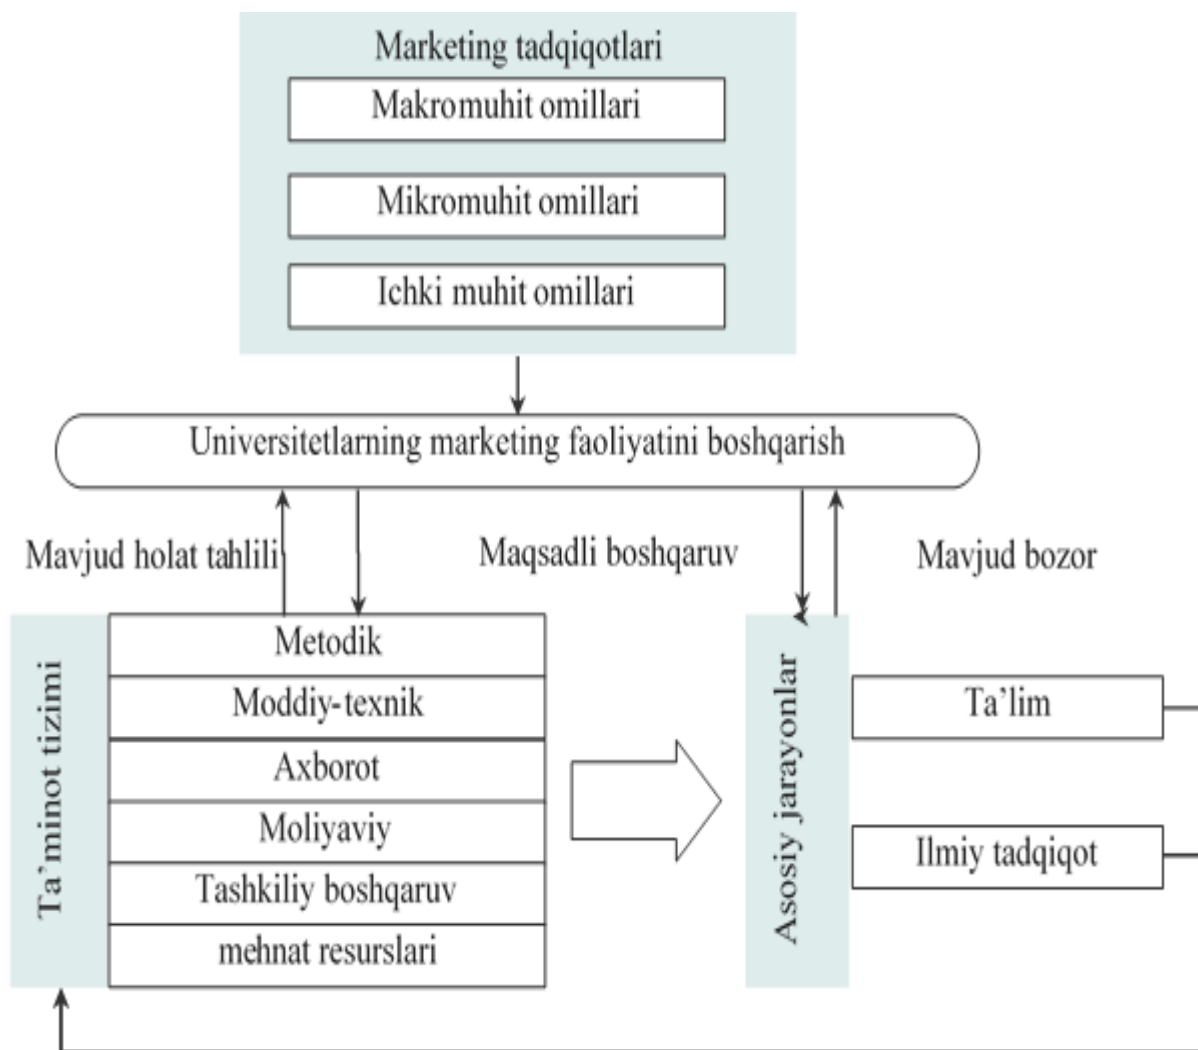 Marketing tadqiqotlari
Makromuhit omillari
Mikromuhit omillari
Ichki muhit omillari
Universitetlarning marketing faoliyatini boshqarish
Mavjud holat tahlili
Maqsadli boshqaruv
Mavjud bozor
Ta’minot tizimi
Metodik
Moddiy-texnik
Axborot
Moliyaviy
Tashkiliy boshqaruv
mehnat resurslari
Asosiy jarayonlar
Ta’lim
Ilmiy tadqiqot